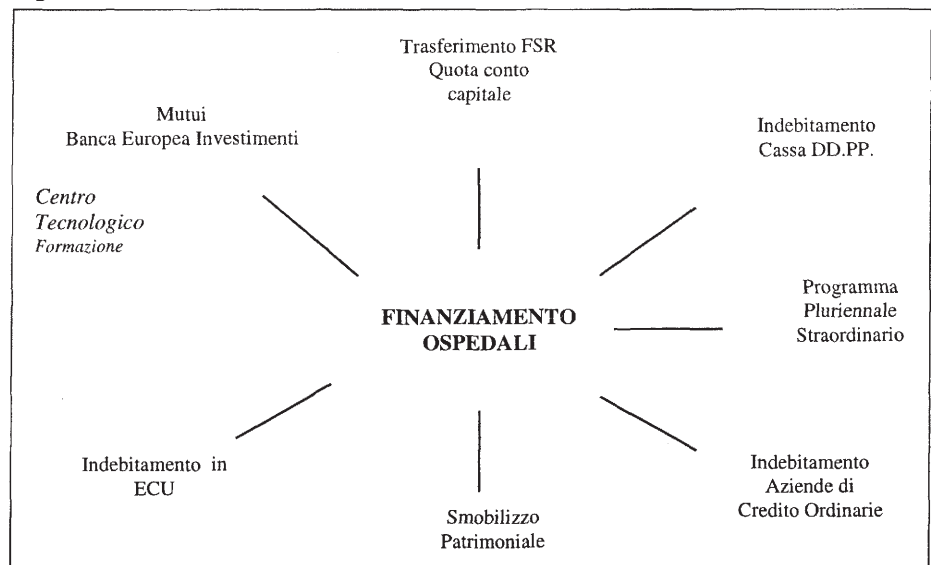 Trasferimento FSR
Quota conto
capitale
Mutui
Banca Europea Investimenti
Indebitamento
Cassa DD.PP.
Centro
Tecnologico
Formazione
Programma
Pluriennale
Straordinario
FINANZIAMENTO
OSPEDALI
Indebitamento in
ECU
Smobilizzo
Patrimoniale
Indebitamento
Aziende di
Credito Ordinarie